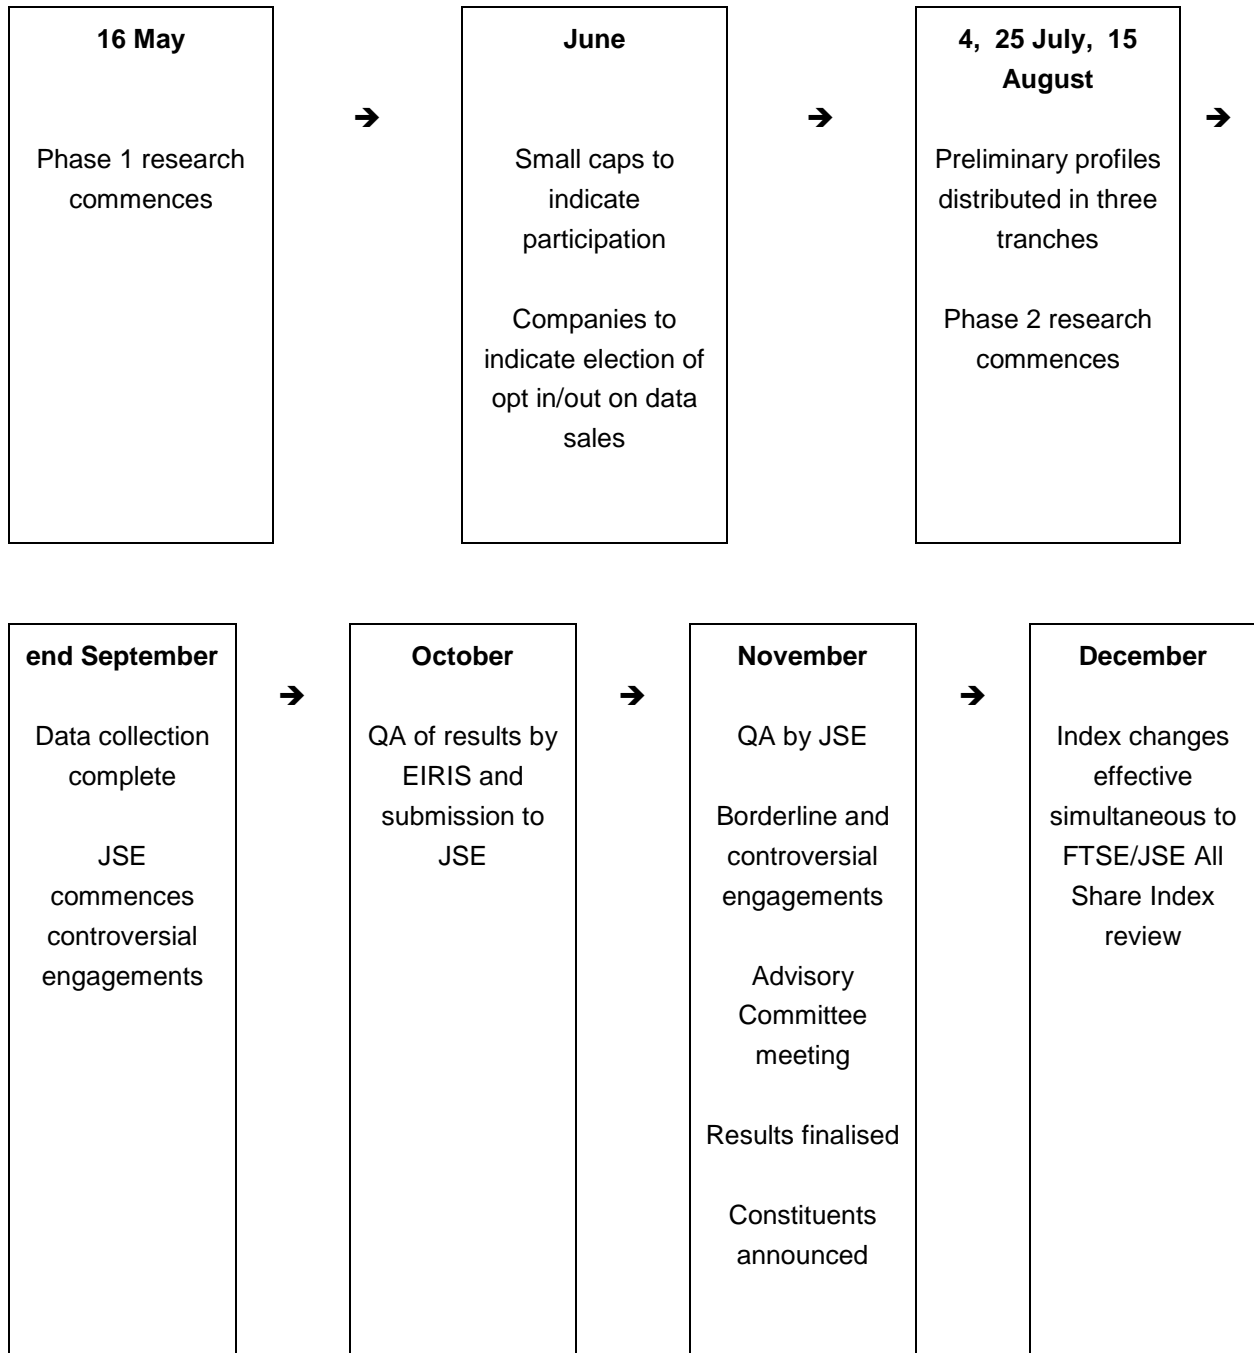 16 May
Phase 1 research
commences
➔
June
Small caps to
indicate
participation
Companies to
indicate election of
opt in/out on data
sales
➔
4, 25 July, 15
August
Preliminary profiles
distributed in three
tranches
Phase 2 research
commences
➔
end September
Data collection
complete
JSE
commences
controversial
engagements
➔
October
QA of results by
EIRIS and
submission to
JSE
➔
November
QA by JSE
Borderline and
controversial
engagements
Advisory
Committee
meeting
Results finalised
Constituents
announced
➔
December
Index changes
effective
simultaneous to
FTSE/JSE All
Share Index
review